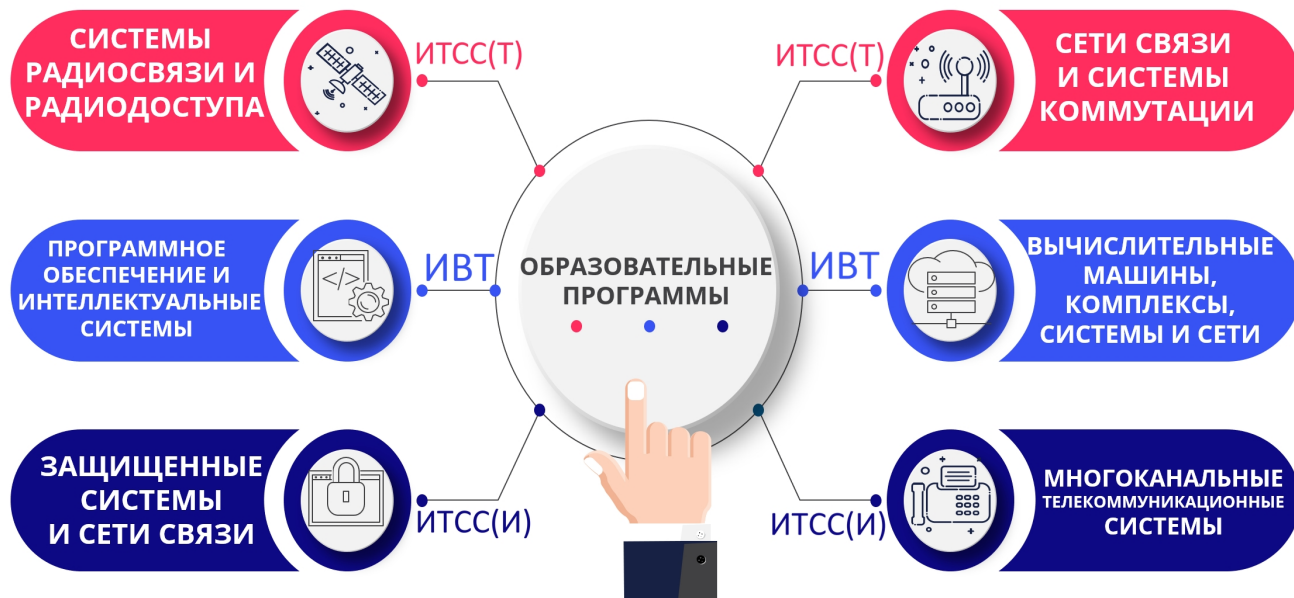 СИСТЕМЫ
РАДИОСВЯЗИ И
РАДИОДОСТУПА
ИТСС(Т)
ИТСС(Т)
СЕТИ СВЯЗИ
И СИСТЕМЫ
КОММУТАЦИИ
ПРОГРАММНОЕ
ОБЕСПЕЧЕНИЕ И
ИНТЕЛЛЕКТУАЛЬНЫЕ
СИСТЕМЫ
</>
ИВТ
ОБРАЗОВАТЕЛЬНЫЕ
ПРОГРАММЫ
ИВТ
ВЫЧИСЛИТЕЛЬНЫЕ
МАШИНЫ,
КОМПЛЕКСЫ,
СИСТЕМЫ И СЕТИ
ЗАЩИЩЕННЫЕ
СИСТЕМЫ
И СЕТИ СВЯЗИ
ИТСС(И)
ИТСС(И)
МНОГОКАНАЛЬНЫЕ
ТЕЛЕКОММУНИКАЦИОННЫЕ
СИСТЕМЫ